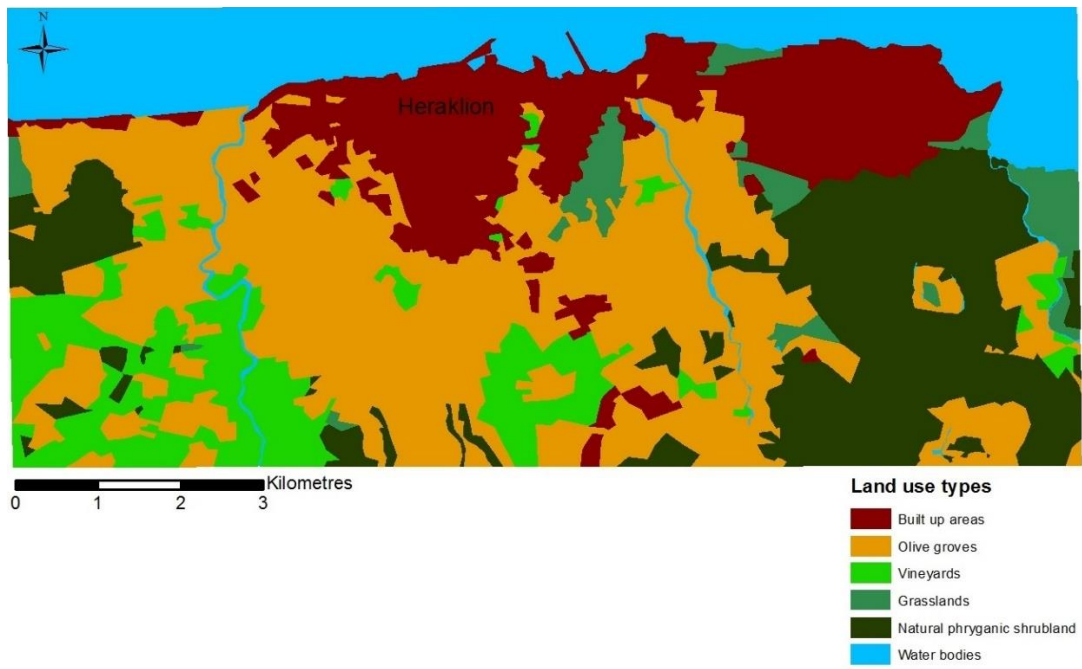 N
Heraklion
Kilometres
0 1 2 3
Land use types
Built up areas
Olive groves
Vineyards
Grasslands
Natural phryganic shrubland
Water bodies